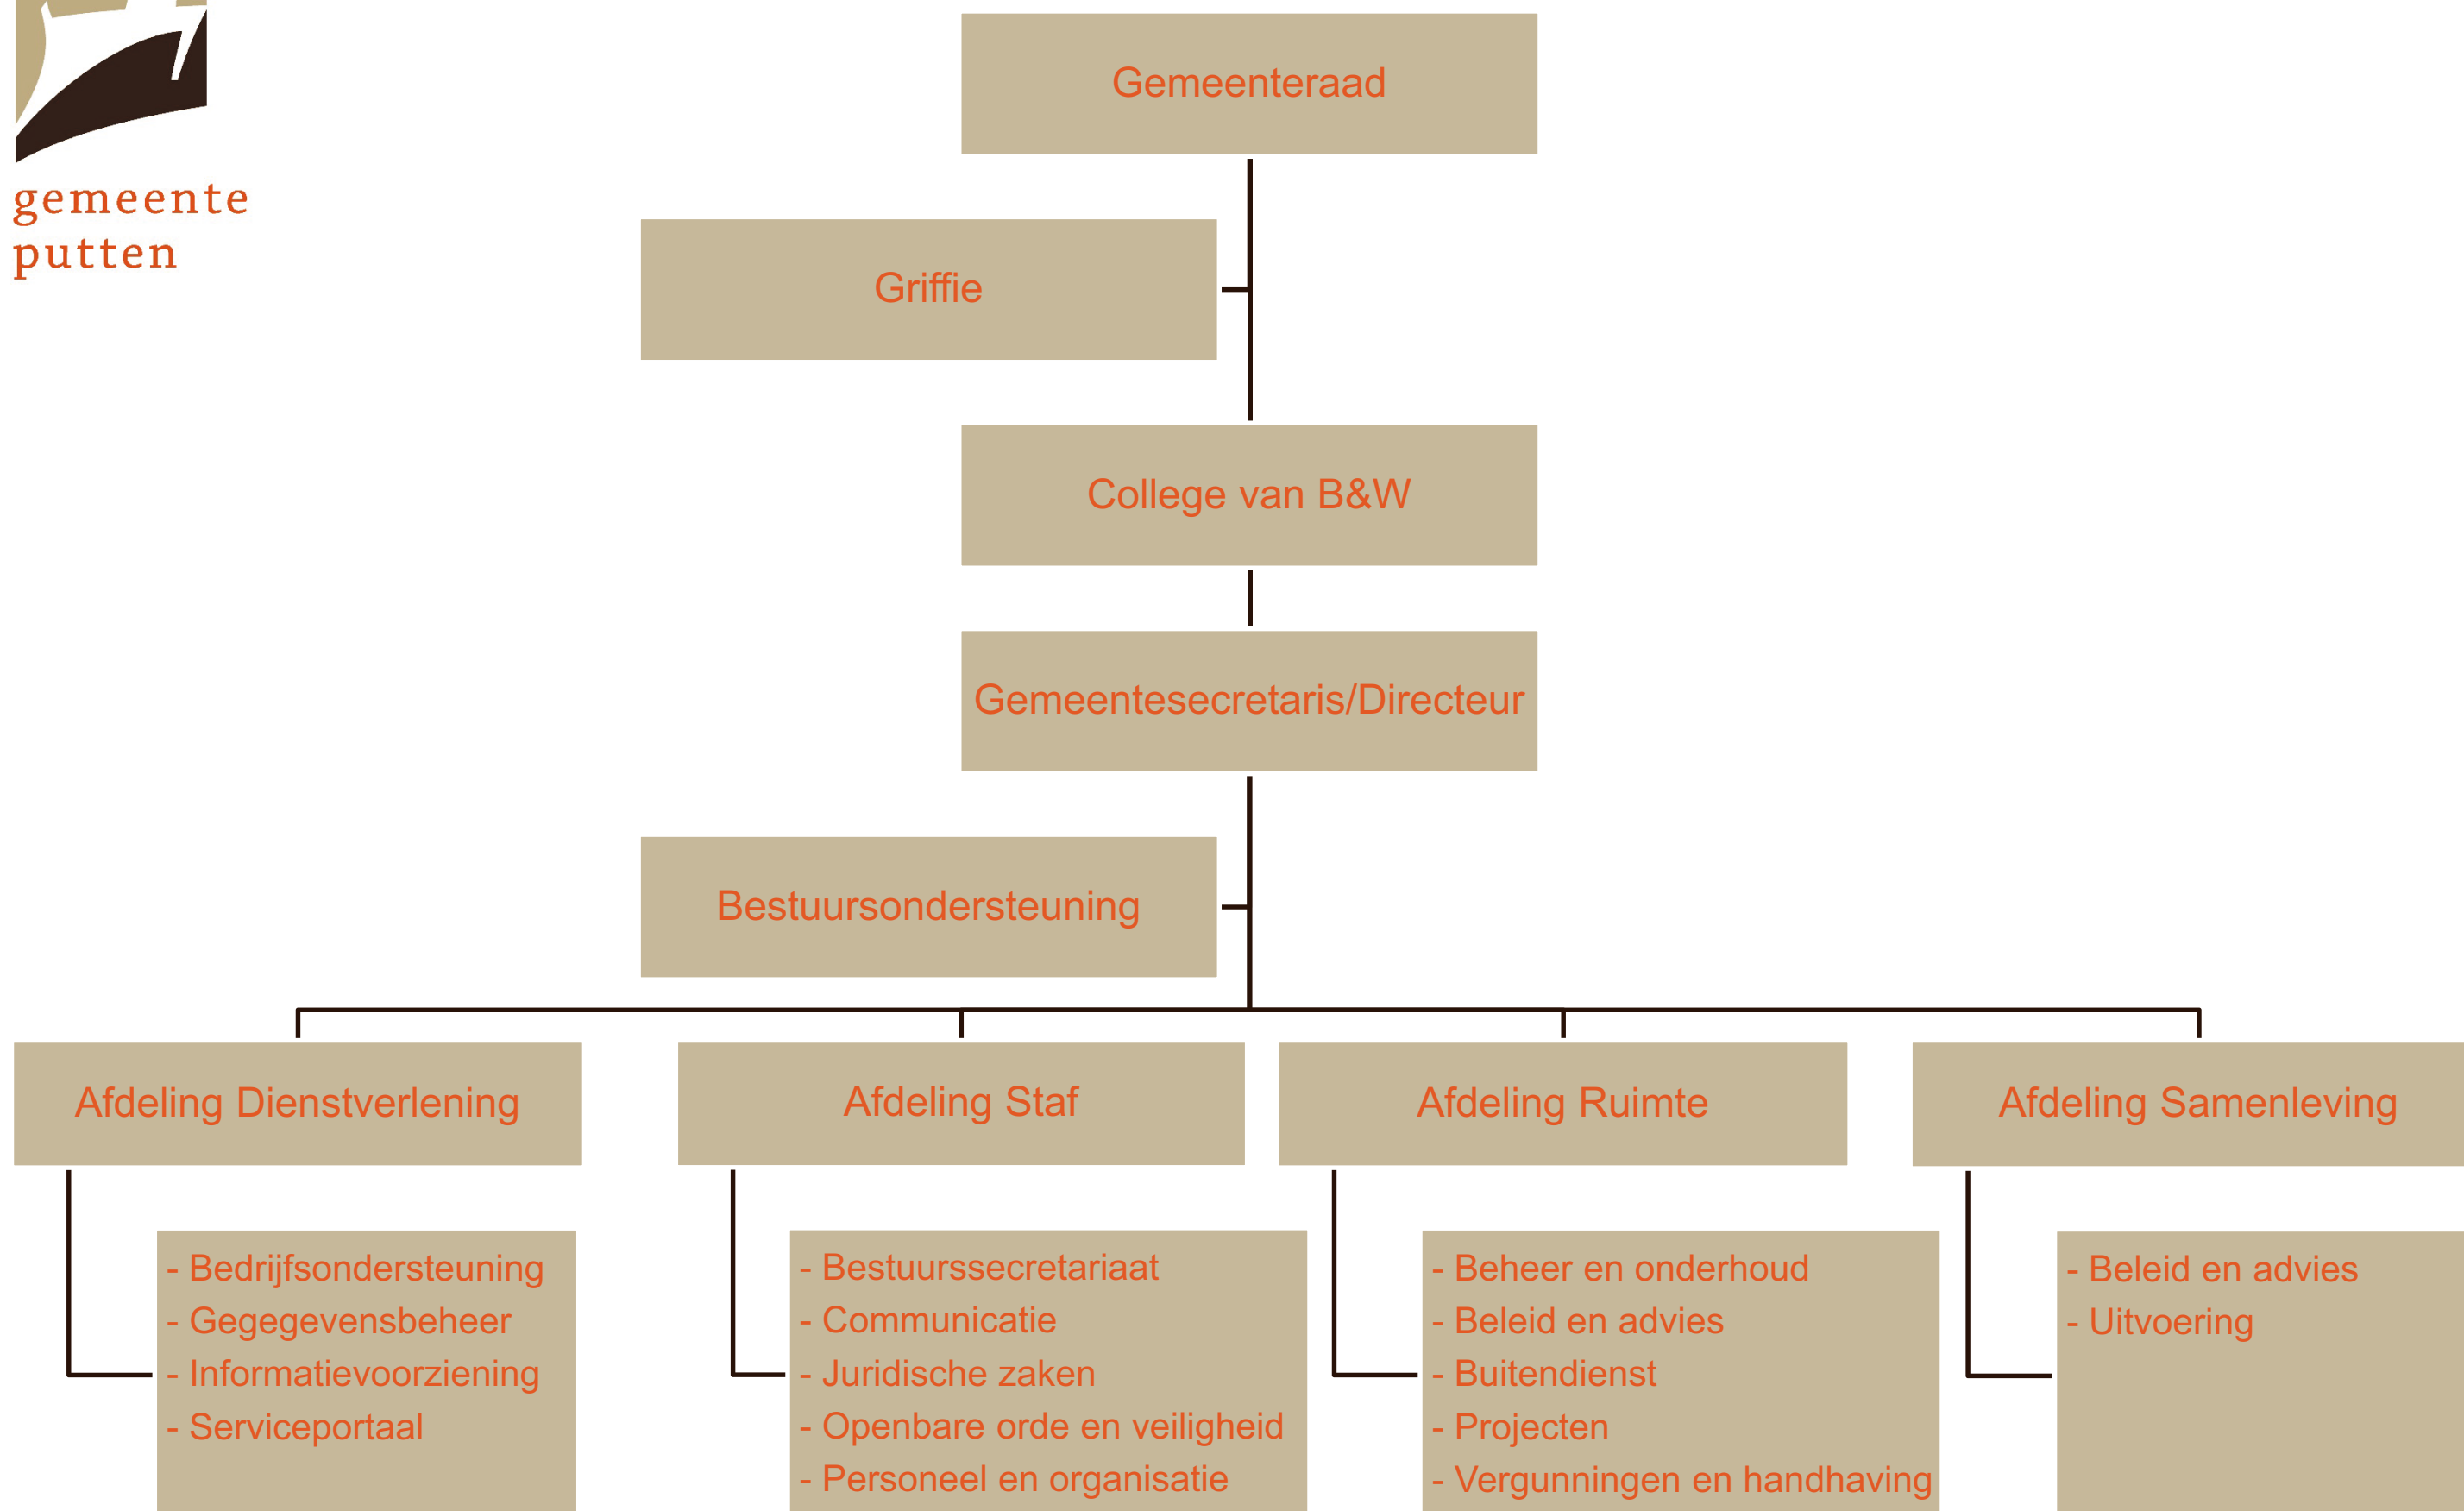 gemeente
putten
Gemeenteraad
Griffie
College van B&W
Gemeentesecretaris/Directeur
Bestuursondersteuning
Afdeling Dienstverlening
Afdeling Staf
Afdeling Ruimte
Afdeling Samenleving
- Bedrijfsondersteuning
- Gegegevensbeheer
- Informatievoorziening
- Serviceportaal
- Bestuurssecretariaat
- Communicatie
- Juridische zaken
- Openbare orde en veiligheid
- Personeel en organisatie
- Beheer en onderhoud
- Beleid en advies
- Buitendienst
- Projecten
- Vergunningen en handhaving
- Beleid en advies
- Uitvoering